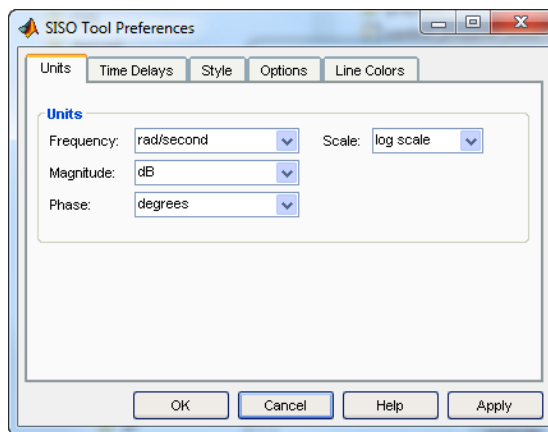 SISO Tool Preferences
Units Time Delays Style Options Line Colors
Units
Frequency: rad/second Scale: log scale
Magnitude: dB
Phase: degrees
OK Cancel Help Apply